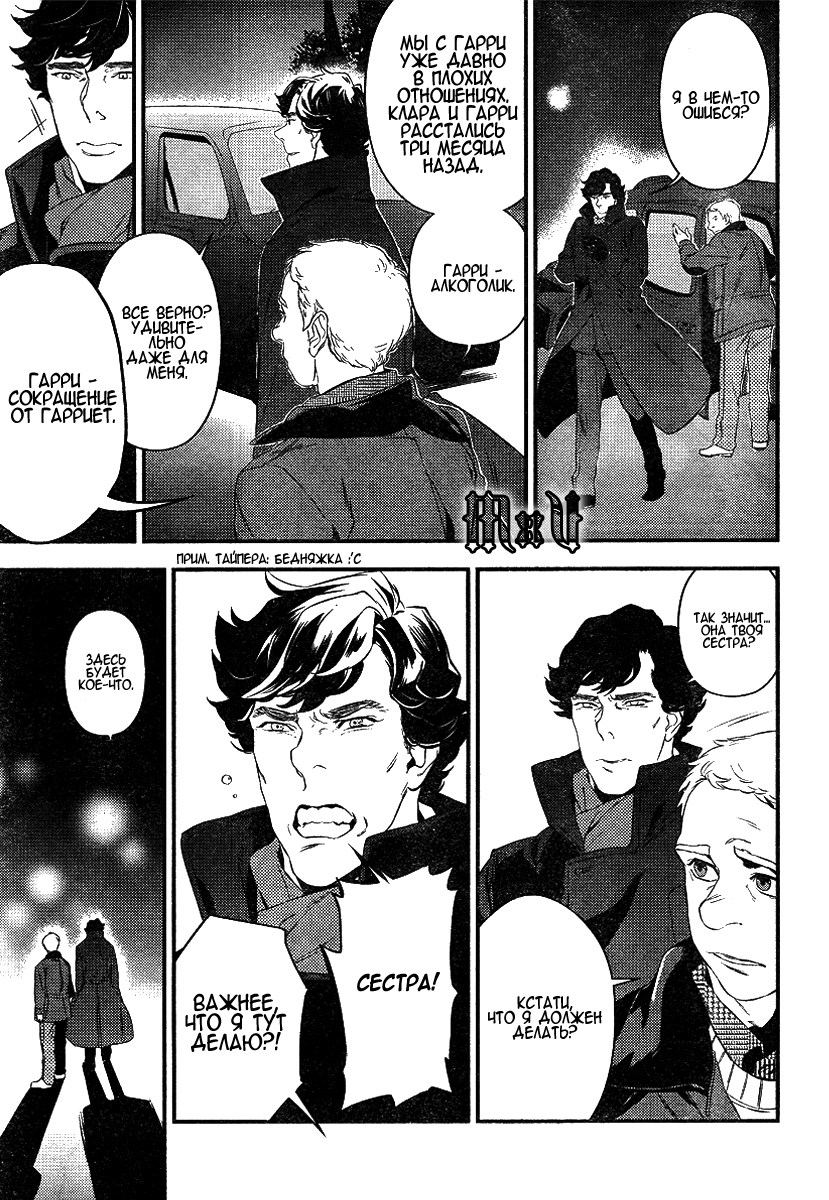 Я В ЧЕМ-ТО
ОШИБСЯ?
МЫ С ГАРРИ
УЖЕ ДАВНО
В ПЛОХИХ
ОТНОШЕНИЯХ.
КЛАРА И ГАРРИ
РАССТАЛИСЬ
ТРИ МЕСЯЦА
НАЗАД.
ГАРРИ -
АЛКОГОЛИК.
ВСЕ ВЕРНО?
УДИВИТЕ-
ЛЬНО
ДАЖЕ ДЛЯ
МЕНЯ.
ГАРРИ -
СОКРАЩЕНИЕ
ОТ ГАРРИЕТ.
M x U
ПРИМ. ТАЙПЕРА: БЕДНЯЖКА :'С
ТАК ЗНАЧИТ...
ОНА ТВОЯ
СЕСТРА?
КСТАТИ,
ЧТО Я ДОЛЖЕН
ДЕЛАТЬ?
СЕСТРА!
ВАЖНЕЕ,
ЧТО Я ТУТ
ДЕЛАЮ?!
ЗДЕСЬ
БУДЕТ
КОЕ-ЧТО.